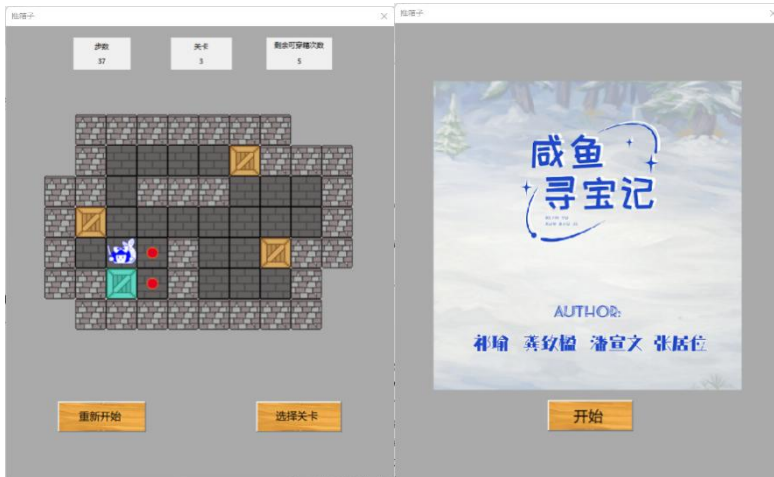 推箱子
步数
37
关卡
3
剩余可穿墙次数
5
重新开始
选择关卡
推箱子
咸鱼
寻宝记
AUTHOR:
祁瑜 龚致楹 潘宣文 张居位
开始